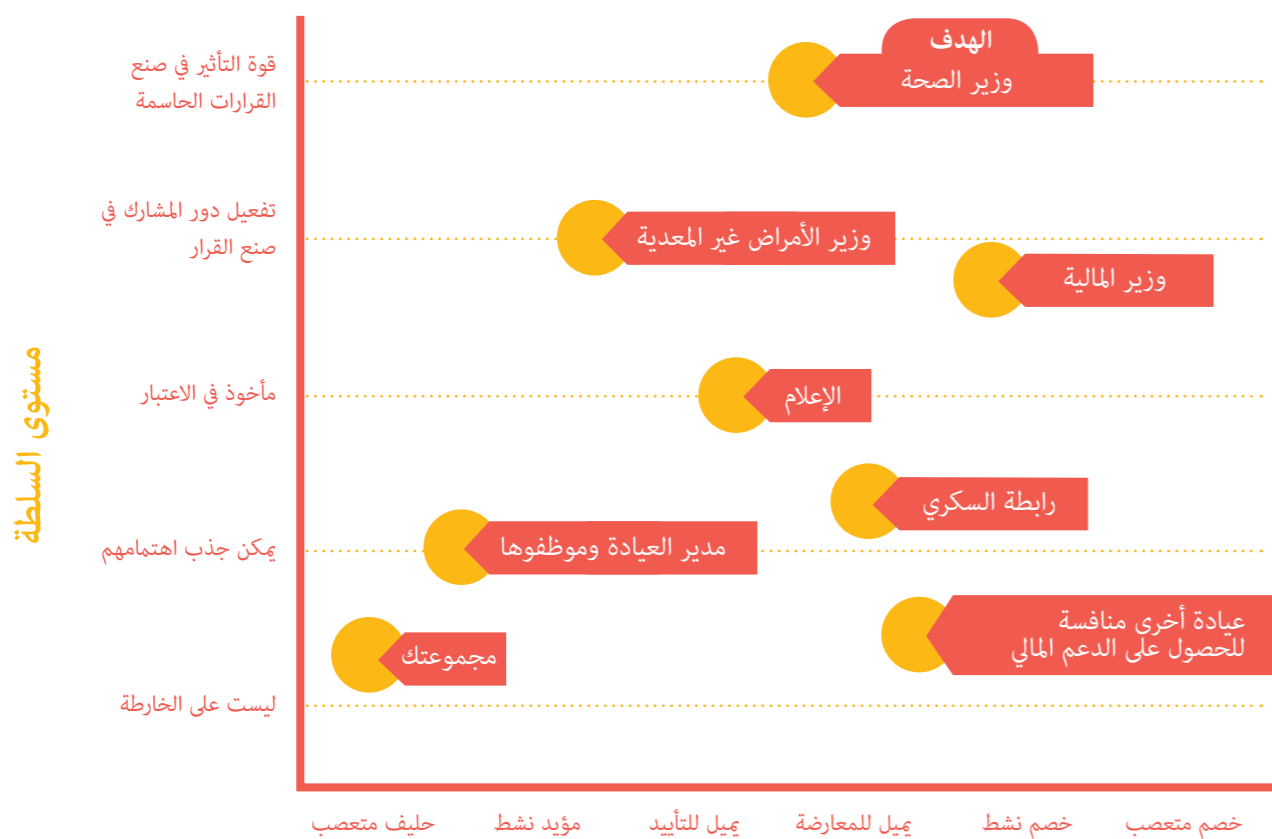 الهدف
وزير الصحة
قوة التأثير في صنع
القرارات الحاسمة
تفعيل دور المشارك في
صنع القرار
وزير الأمراض غير المعدية
وزير المالية
مستوى السلطة
مأخوذ في الاعتبار
الإعلام
رابطة السكري
يمكن جذب اهتمامهم
مدير العيادة وموظفوها
عيادة أخرى منافسة
للحصول على الدعم المالي
مجموعتك
ليست على الخارطة
خصم متعصب
خصم نشط
يميل للمعارضة
يميل للتأييد
مؤيد نشط
حليف متعصب